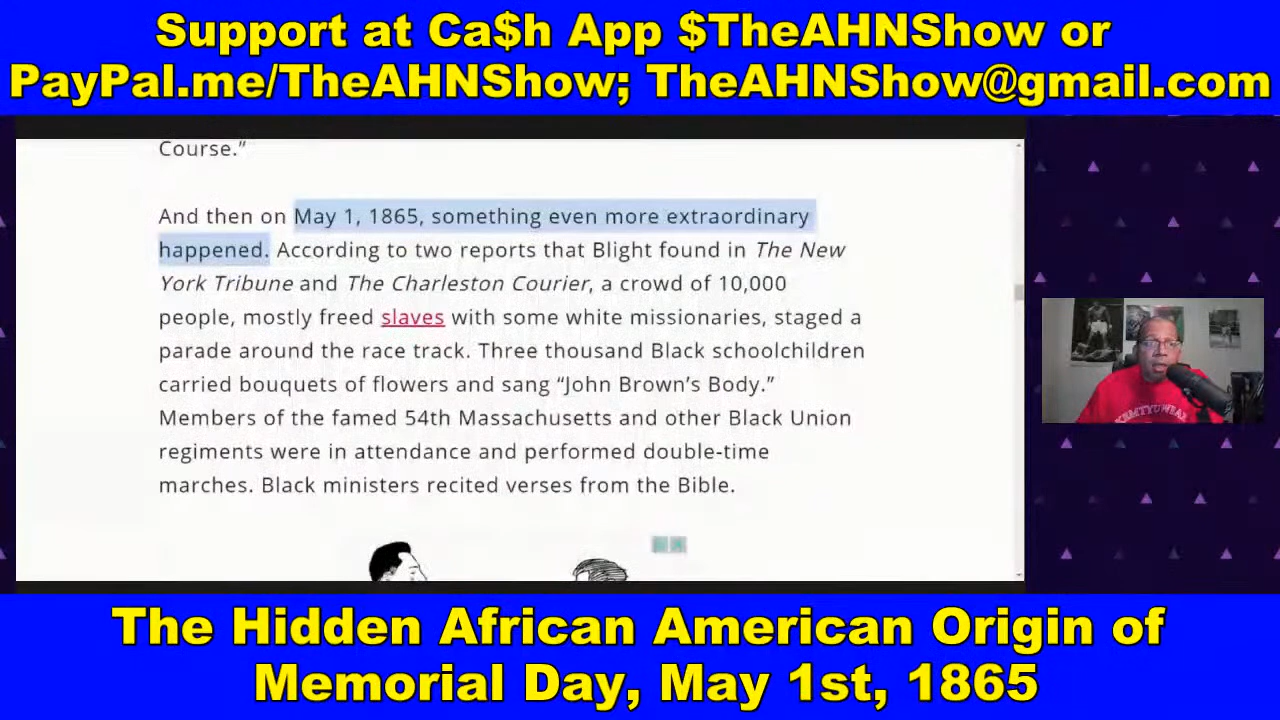 Support at Ca$h App $TheAHNShow or
PayPal.me/TheAHNShow; TheAHNShow@gmail.com
Course.”
And then on May 1, 1865, something even more extraordinary
happened. According to two reports that Blight found in The New
York Tribune and The Charleston Courier, a crowd of 10,000
people, mostly freed slaves with some white missionaries, staged a
parade around the race track. Three thousand Black schoolchildren
carried bouquets of flowers and sang “John Brown’s Body.”
Members of the famed 54th Massachusetts and other Black Union
regiments were in attendance and performed double-time
marches. Black ministers recited verses from the Bible.
The Hidden African American Origin of
Memorial Day, May 1st, 1865